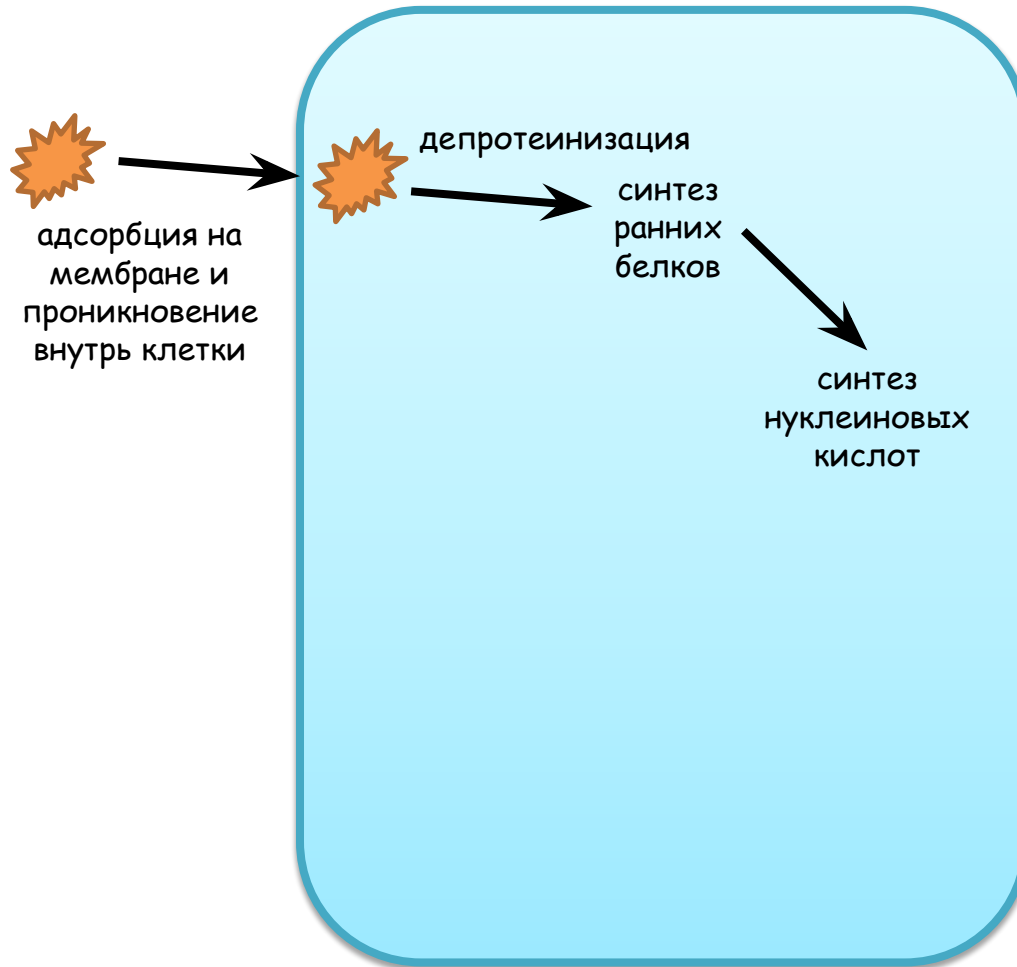 адсорбция на
мембране и
проникновение
внутрь клетки
депротеинизация
синтез
ранних
белков
синтез
нуклеиновых
кислот